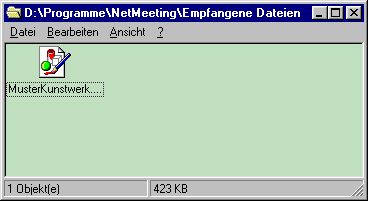 D:\Programme\NetMeeting\Empfangene Dateien
Datei Bearbeiten Ansicht ?
MusterKunstwerk....
1 Objekt(e) 423 KB